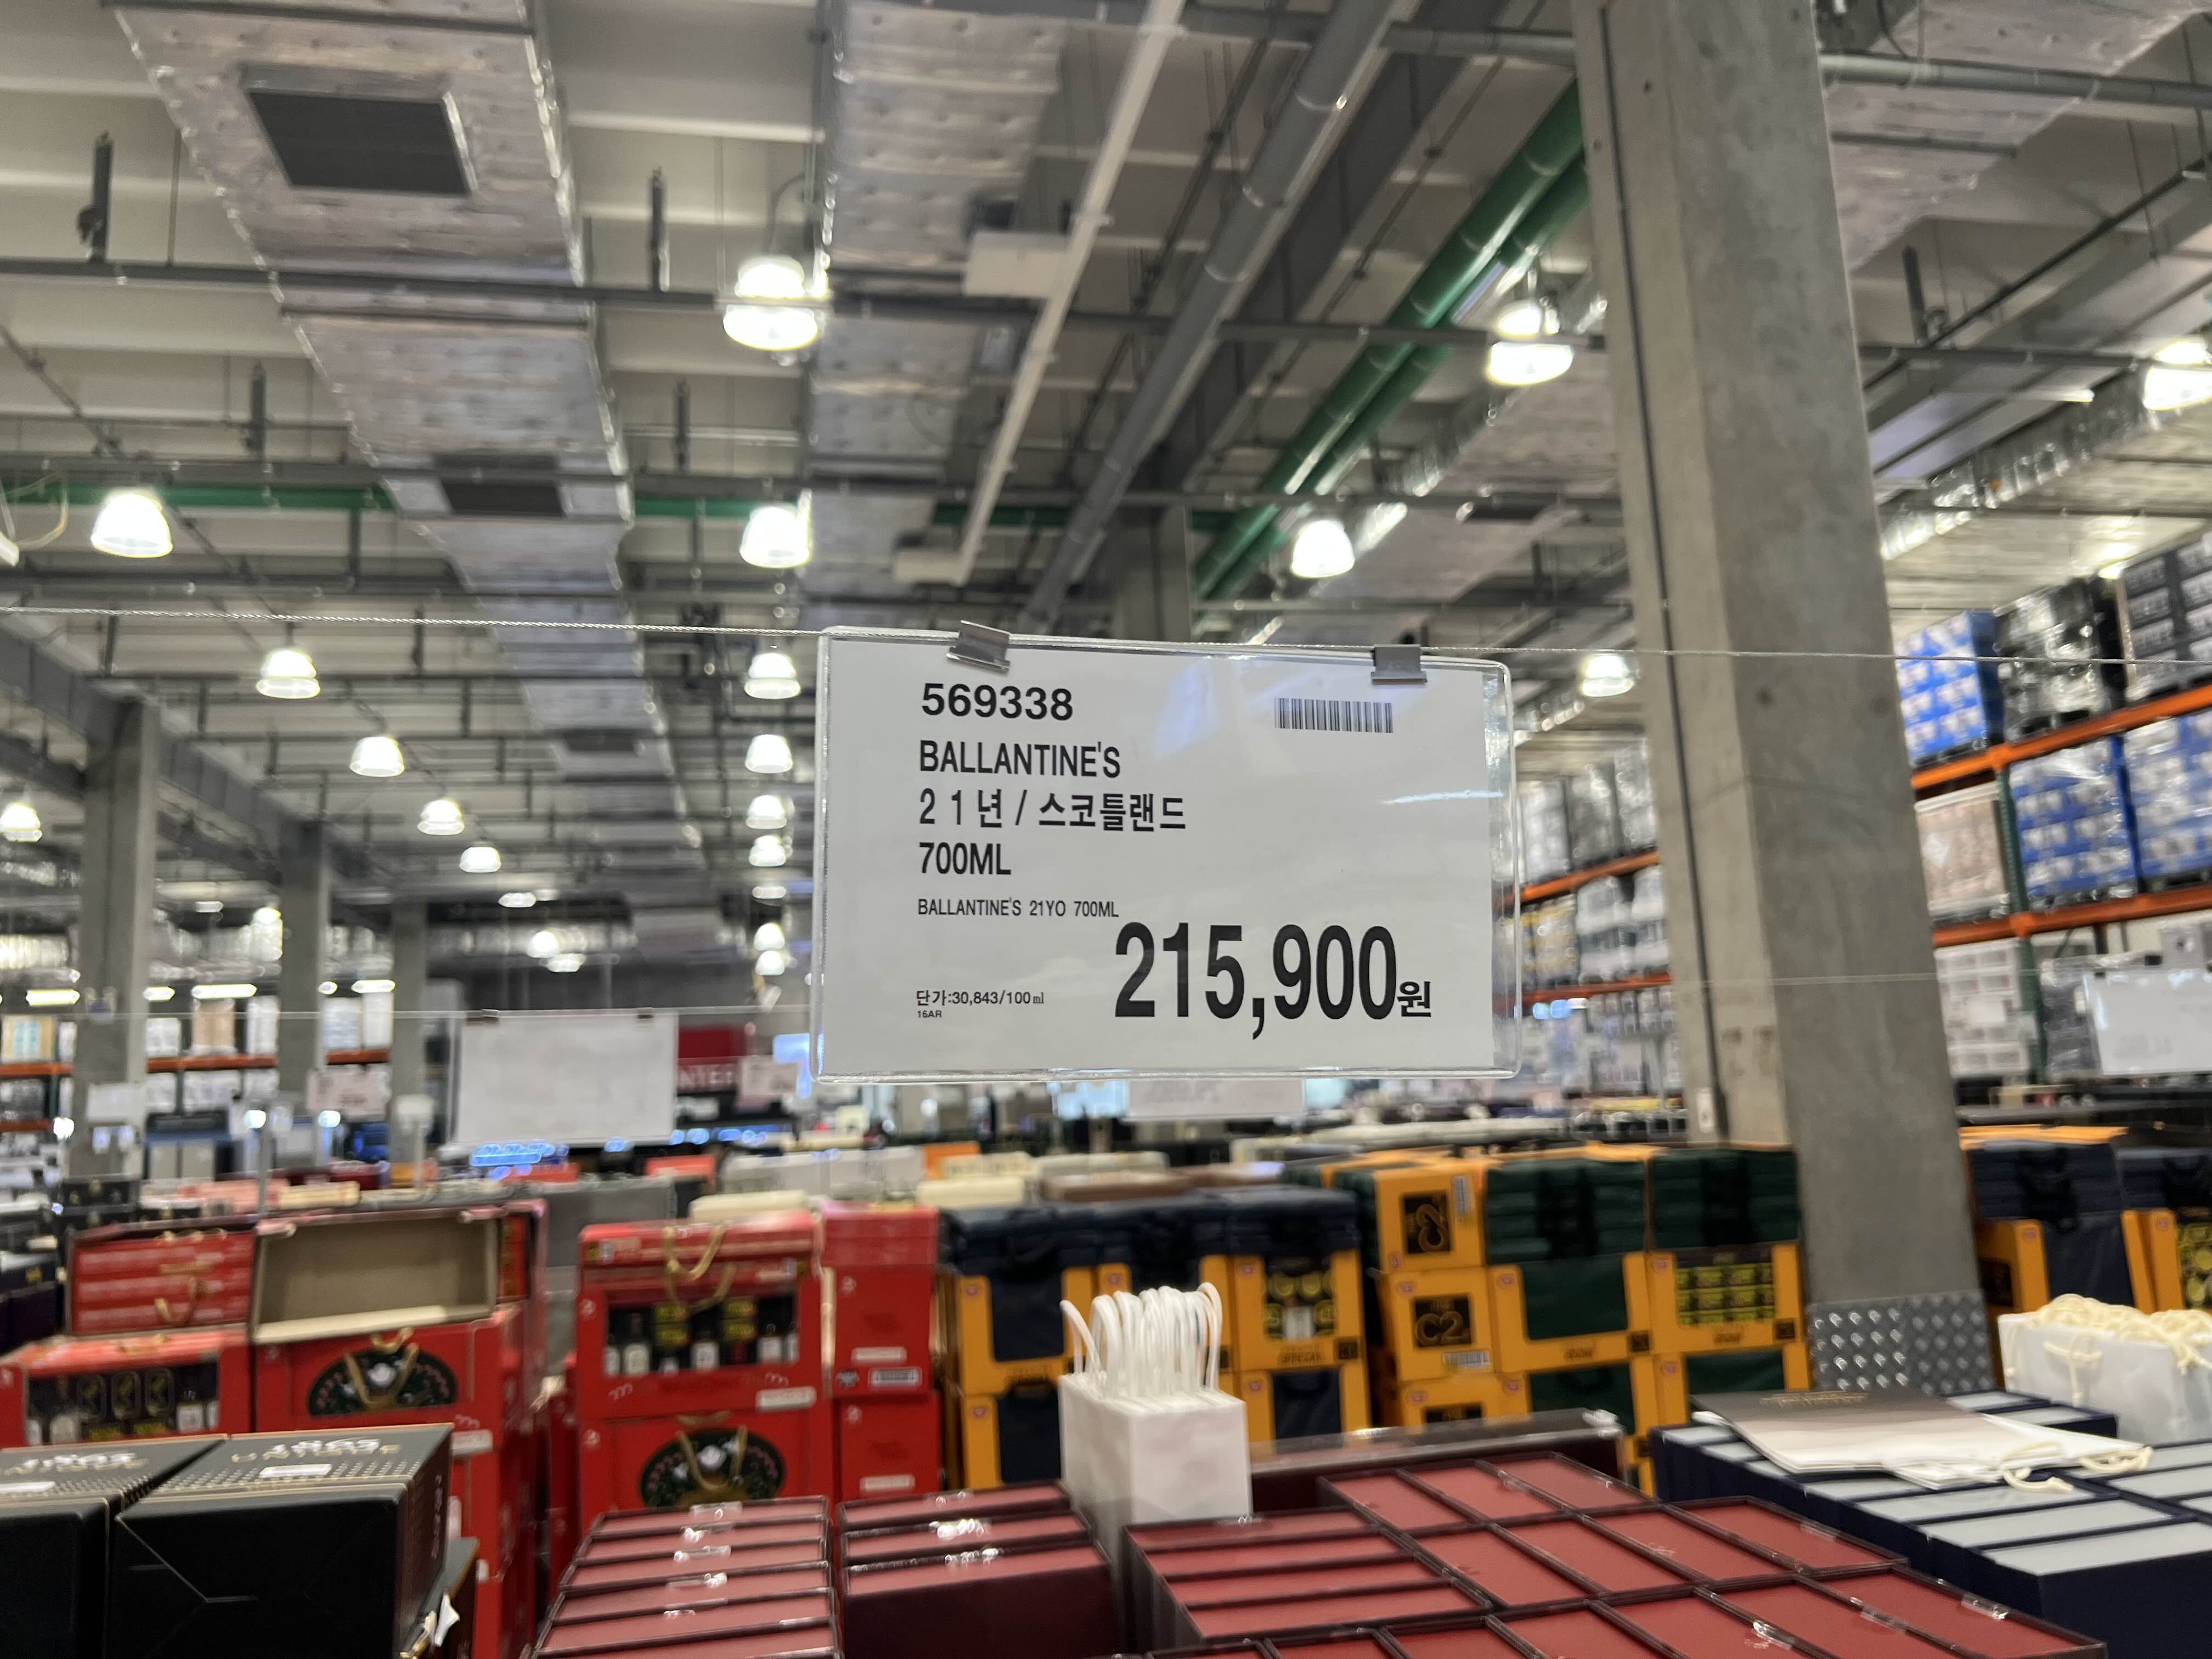 569338
BALLANTINE'S
21년 / 스코틀랜드
700ML
BALLANTINE'S 21YO 700ML
215,900원
단가:30,843/100㎖
16AR